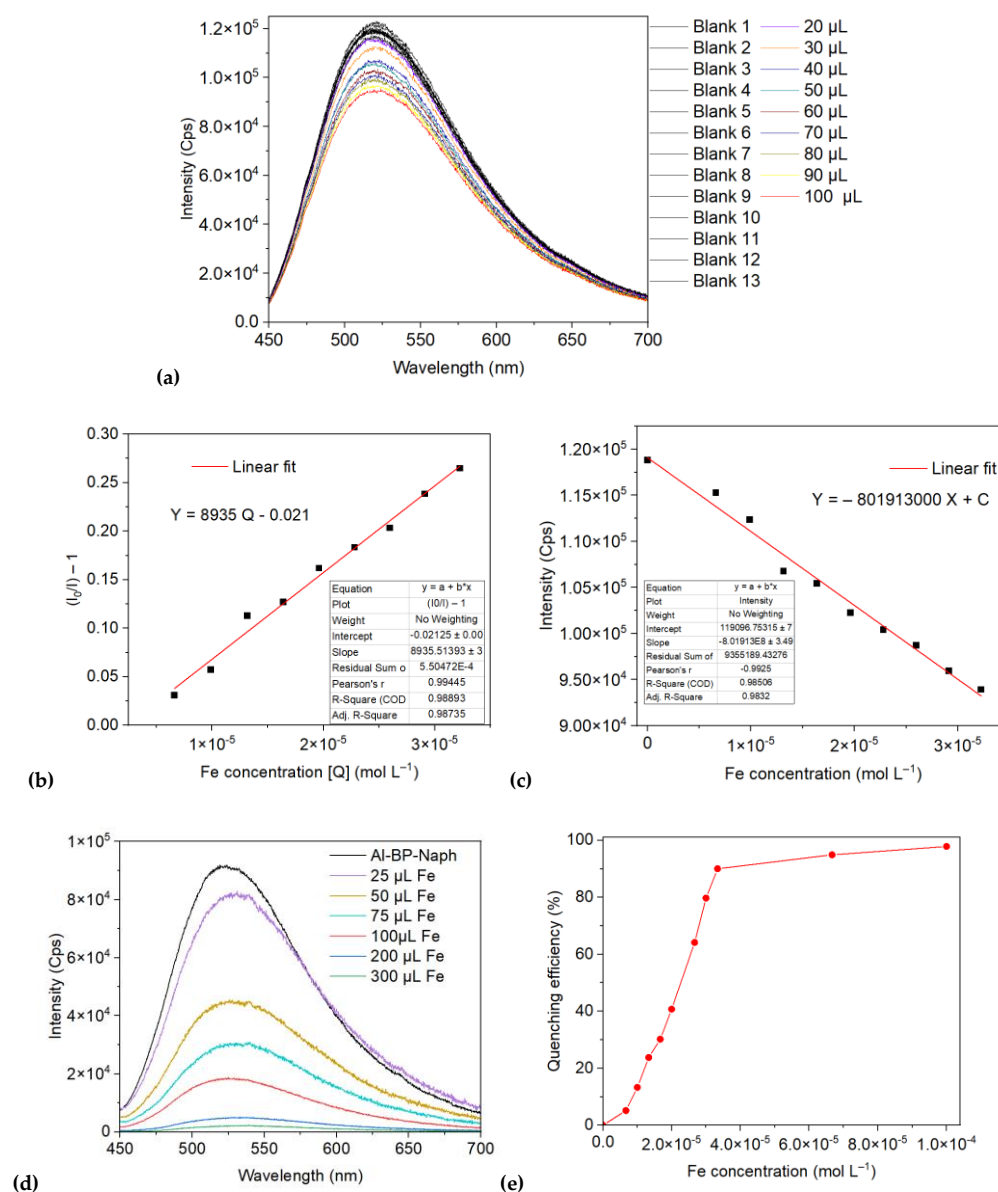 1.2×10⁵
1.0×10⁵
8.0×10⁴
6.0×10⁴
4.0×10⁴
2.0×10⁴
0.0
Intensity (Cps)
450 500 550 600 650 700
Wavelength (nm)
Blank 1 20 µL
Blank 2 30 µL
Blank 3 40 µL
Blank 4 50 µL
Blank 5 60 µL
Blank 6 70 µL
Blank 7 80 µL
Blank 8 90 µL
Blank 9 100 µL
Blank 10
Blank 11
Blank 12
Blank 13
(a)
0.30
0.25
0.20
0.15
0.10
0.05
0.00
(I₀/I) – 1
Linear fit
Y = 8935 Q - 0.021
Equation y = a + b*x
Plot (I0/I) – 1
Weight No Weighting
Intercept -0.02125 ± 0.00
Slope 8935.51393 ± 3
Residual Sum o 5.50472E-4
Pearson's r 0.99445
R-Square (COD 0.98893
Adj. R-Square 0.98735
1×10⁻⁵ 2×10⁻⁵ 3×10⁻⁵
Fe concentration [Q] (mol L⁻¹)
(b)
1.20×10⁵
1.15×10⁵
1.10×10⁵
1.05×10⁵
1.00×10⁵
9.50×10⁴
9.00×10⁴
Intensity (Cps)
Linear fit
Y = – 801913000 X + C
Equation y = a + b*x
Plot Intensity
Weight No Weighting
Intercept 119096.75315 ± 7
Slope -8.01913E8 ± 3.49
Residual Sum of 9355189.43276
Pearson's r -0.9925
R-Square (COD) 0.98506
Adj. R-Square 0.9832
0 1×10⁻⁵ 2×10⁻⁵ 3×10⁻⁵
Fe concentration (mol L⁻¹)
(c)
1×10⁵
8×10⁴
6×10⁴
4×10⁴
2×10⁴
0
Intensity (Cps)
Al-BP-Naph
25 µL Fe
50 µL Fe
75 µL Fe
100µL Fe
200 µL Fe
300 µL Fe
450 500 550 600 650 700
Wavelength (nm)
(d)
100
80
60
40
20
0
Quenching efficiency (%)
0.0 2.0×10⁻⁵ 4.0×10⁻⁵ 6.0×10⁻⁵ 8.0×10⁻⁵ 1.0×10⁻⁴
Fe concentration (mol L⁻¹)
(e)